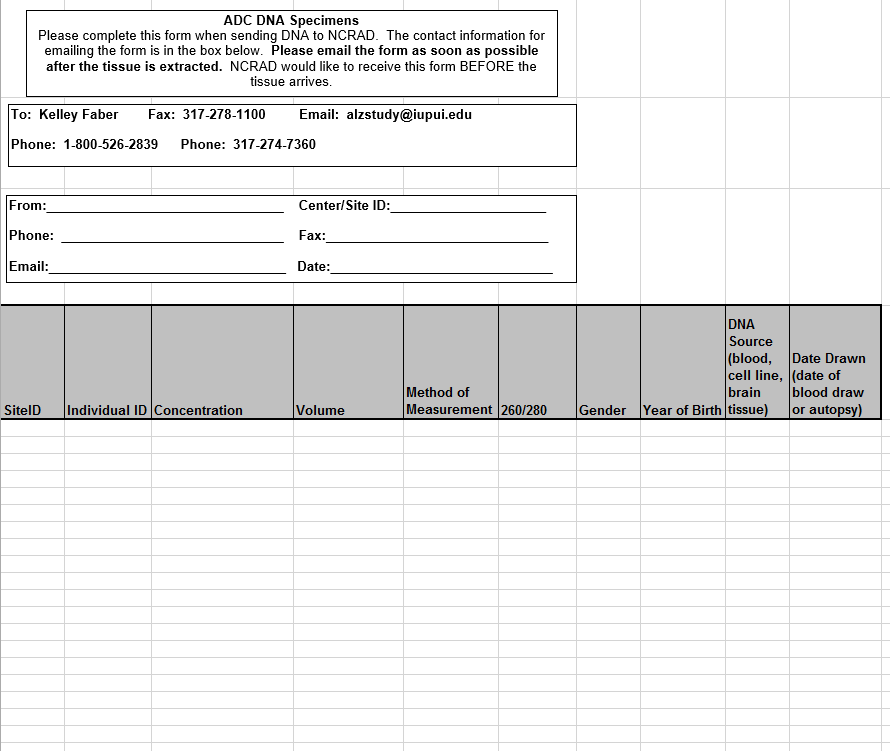 ADC DNA Specimens
Please complete this form when sending DNA to NCRAD.  The contact information for
emailing the form is in the box below.  Please email the form as soon as possible
after the tissue is extracted.  NCRAD would like to receive this form BEFORE the
tissue arrives.
To:  Kelley Faber Fax:  317-278-1100 Email:  alzstudy@iupui.edu
Phone:  1-800-526-2839 Phone:  317-274-7360
From: Center/Site ID:
Phone: Fax:
Email: Date:
SiteID
Individual ID
Concentration
Volume
Method of
Measurement
260/280
Gender
Year of Birth
DNA
Source
(blood,
cell line,
brain
tissue)
Date Drawn
(date of
blood draw
or autopsy)